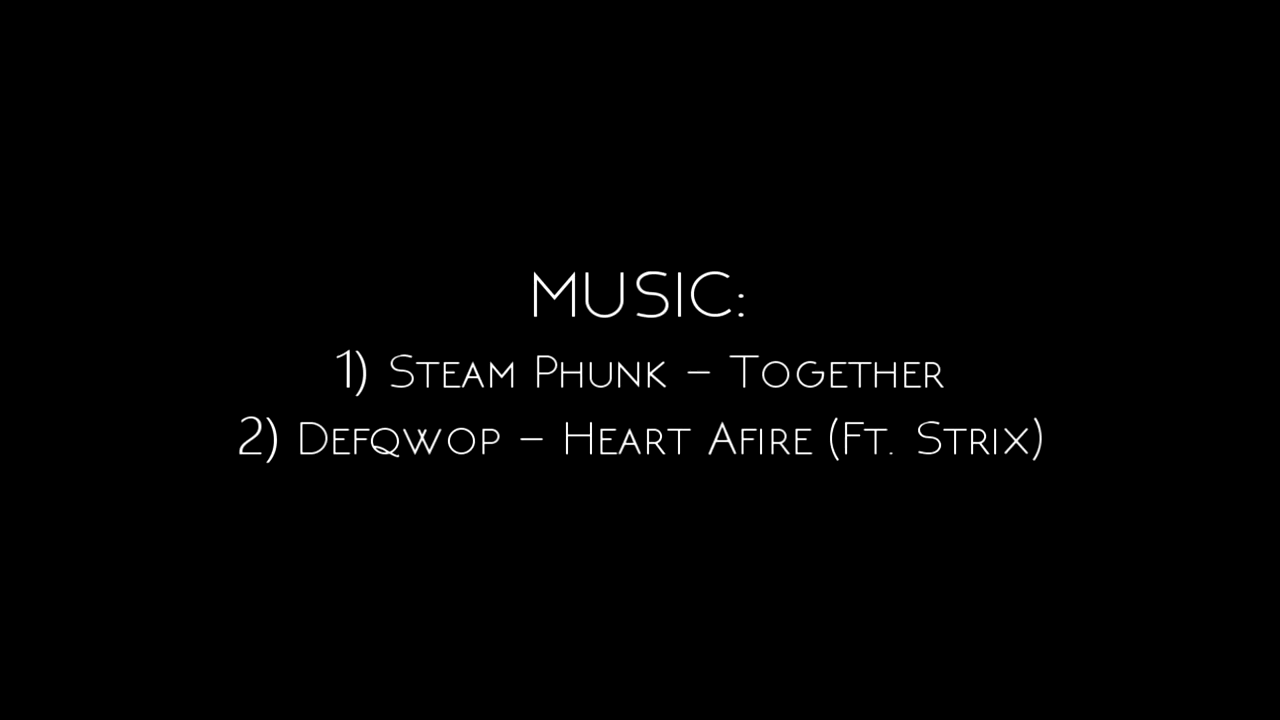 MUSIC:
1) Steam Phunk - Together
2) Defqwop - Heart Afire (Ft. Strix)